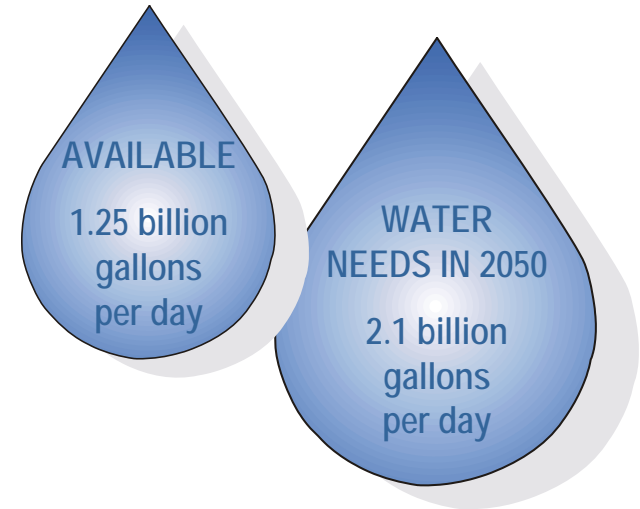 AVAILABLE
1.25 billion
gallons
per day
WATER
NEEDS IN 2050
2.1 billion
gallons
per day